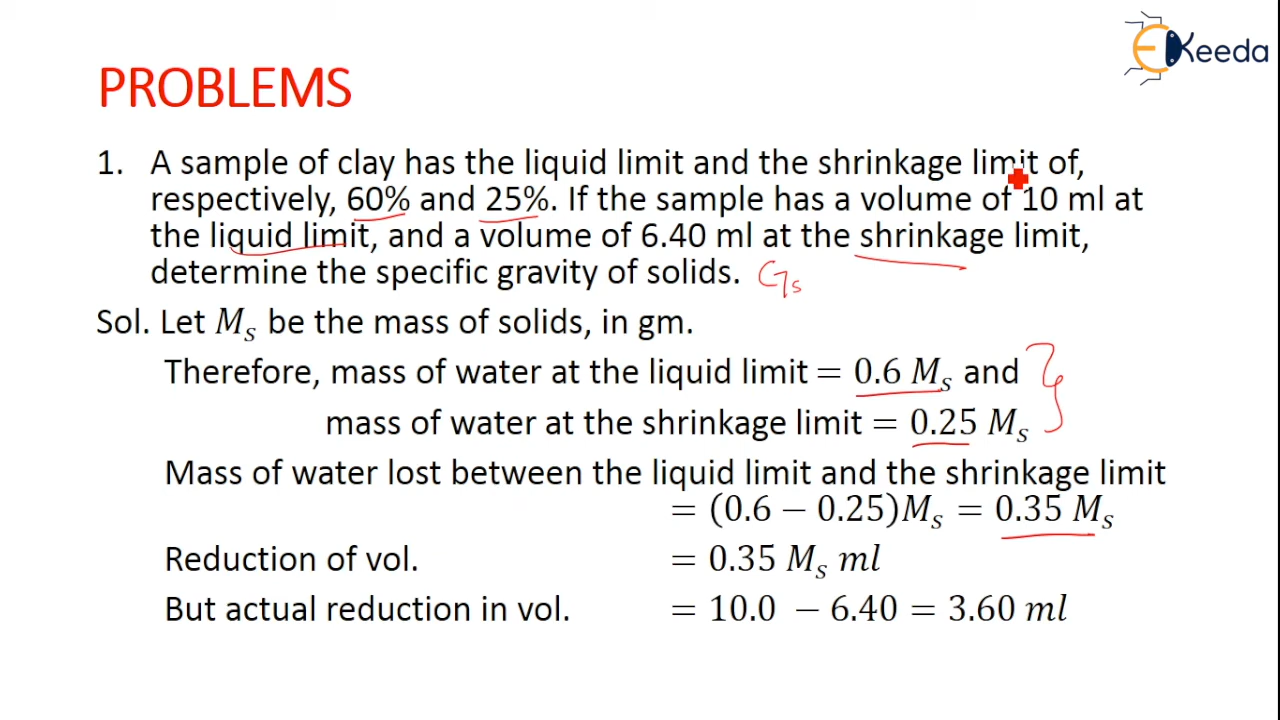 EKeeda
PROBLEMS
1. A sample of clay has the liquid limit and the shrinkage limit of,
respectively, 60% and 25%. If the sample has a volume of 10 ml at
the liquid limit, and a volume of 6.40 ml at the shrinkage limit,
determine the specific gravity of solids. Gs
Sol. Let Mₛ be the mass of solids, in gm.
Therefore, mass of water at the liquid limit = 0.6 Mₛ and
mass of water at the shrinkage limit = 0.25 Mₛ
Mass of water lost between the liquid limit and the shrinkage limit
= (0.6 − 0.25)Mₛ = 0.35 Mₛ
Reduction of vol. = 0.35 Mₛ ml
But actual reduction in vol. = 10.0 − 6.40 = 3.60 ml